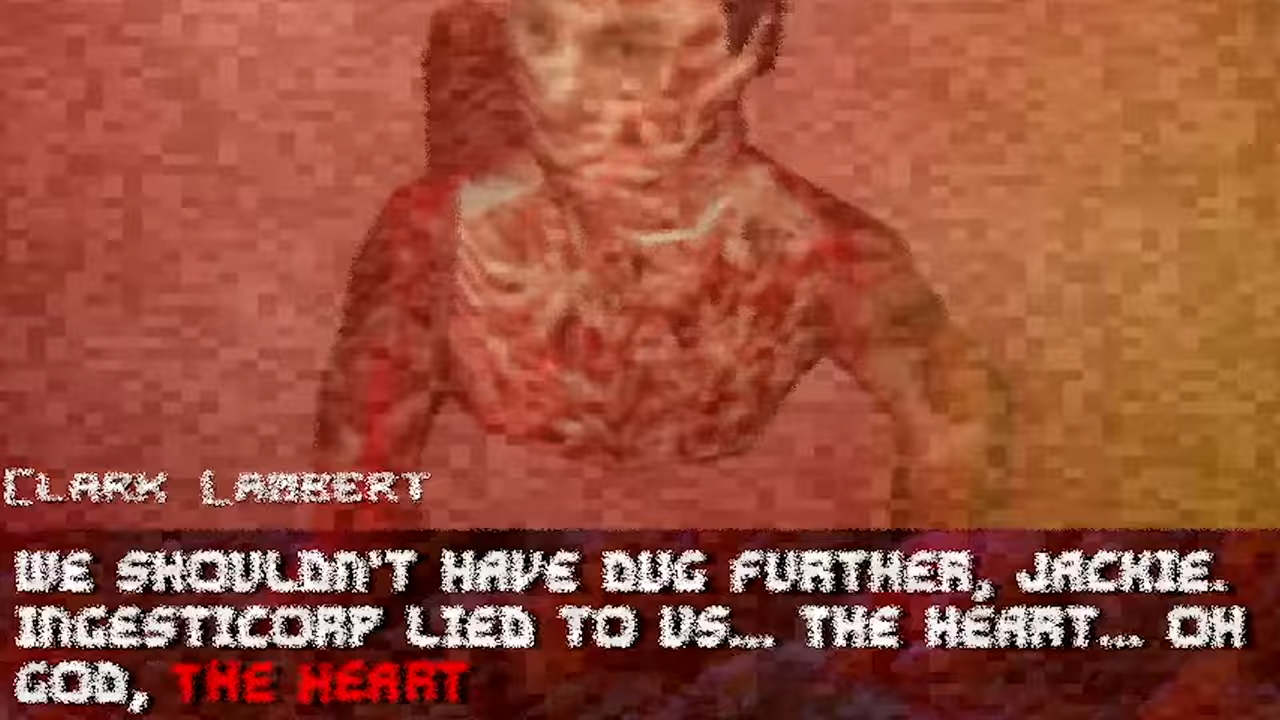 Clark Lambert
WE SHOULDN'T HAVE DUG FURTHER, JACKIE.
INGESTICORP LIED TO US... THE HEART... OH
GOD, THE HEART